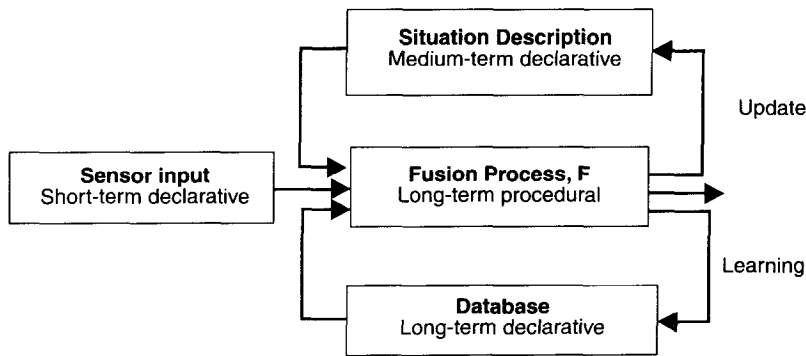 Situation Description
Medium-term declarative
Update
Sensor input
Short-term declarative
Fusion Process, F
Long-term procedural
Learning
Database
Long-term declarative